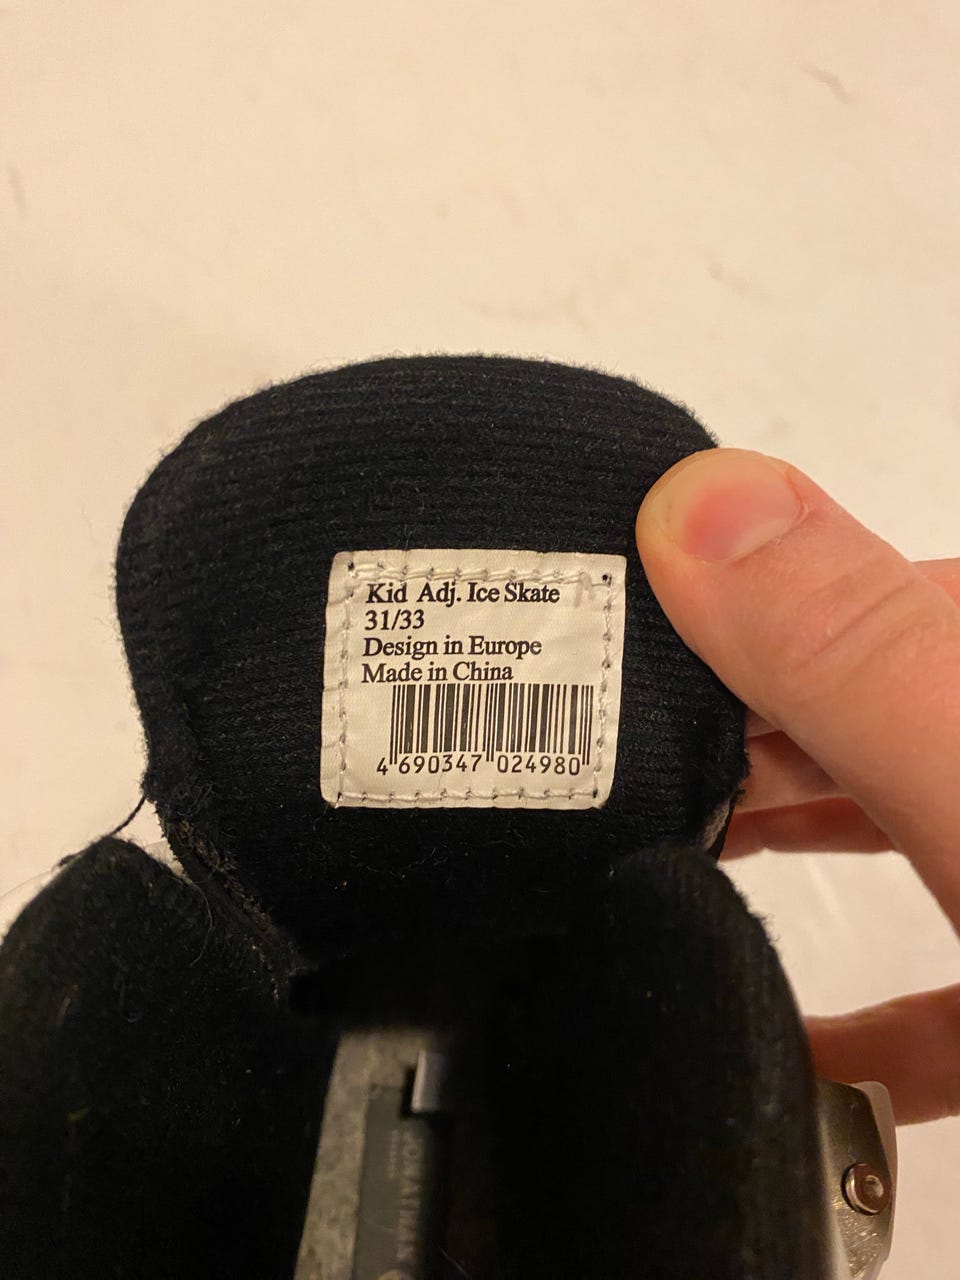 Kid Adj. Ice Skate
31/33
Design in Europe
Made in China
4 690347 024980